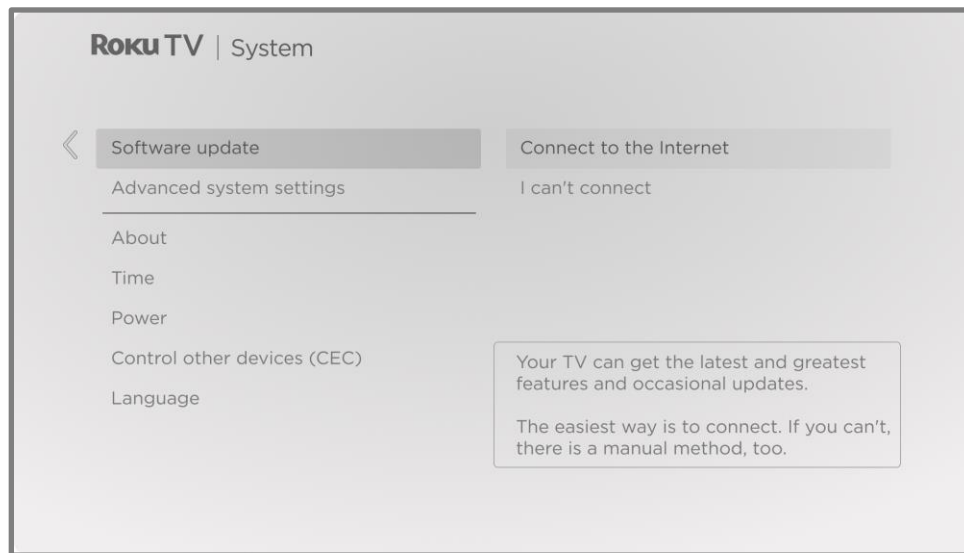 Roku TV | System
Software update
Advanced system settings
About
Time
Power
Control other devices (CEC)
Language
Connect to the Internet
I can't connect
Your TV can get the latest and greatest
features and occasional updates.
The easiest way is to connect. If you can't,
there is a manual method, too.